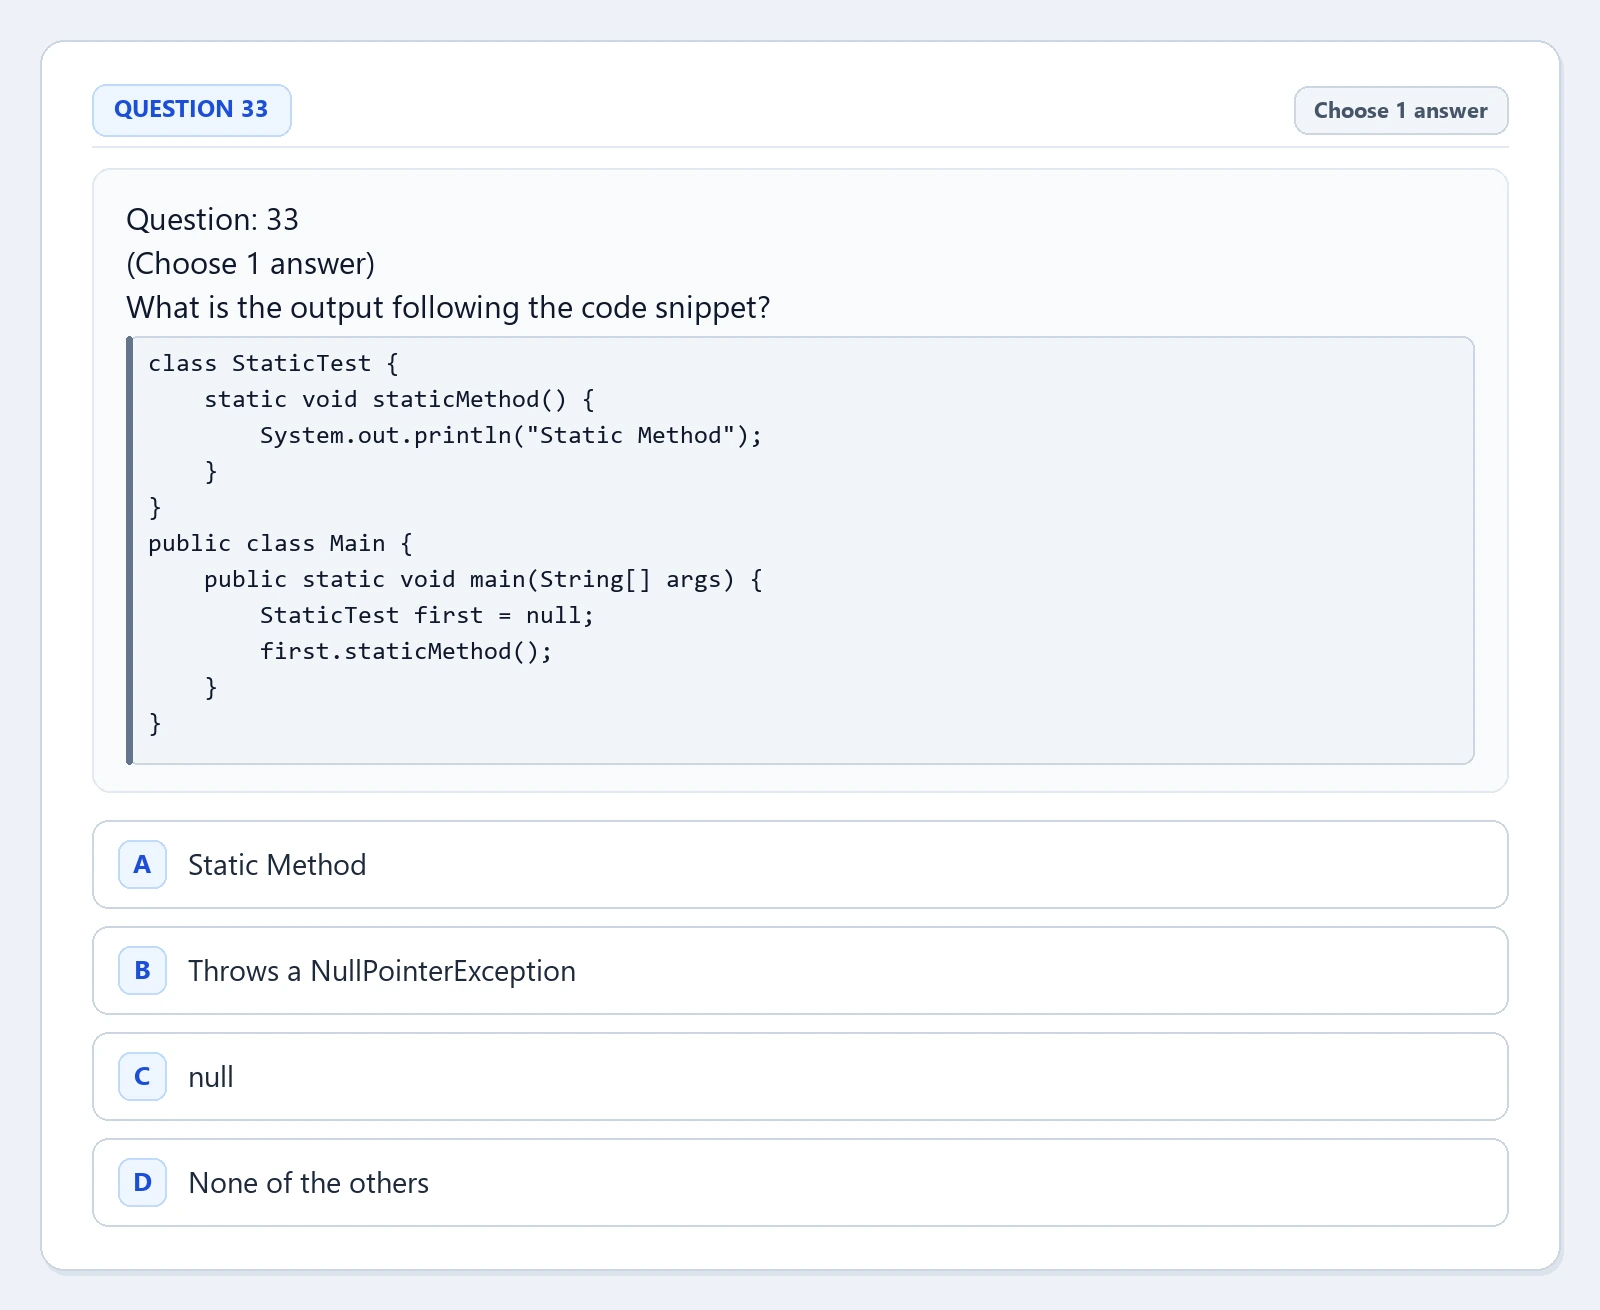 QUESTION 33
Choose 1 answer
Question: 33
(Choose 1 answer)
What is the output following the code snippet?
class StaticTest {
    static void staticMethod() {
        System.out.println("Static Method");
    }
}
public class Main {
    public static void main(String[] args) {
        StaticTest first = null;
        first.staticMethod();
    }
}
A Static Method
B Throws a NullPointerException
C null
D None of the others